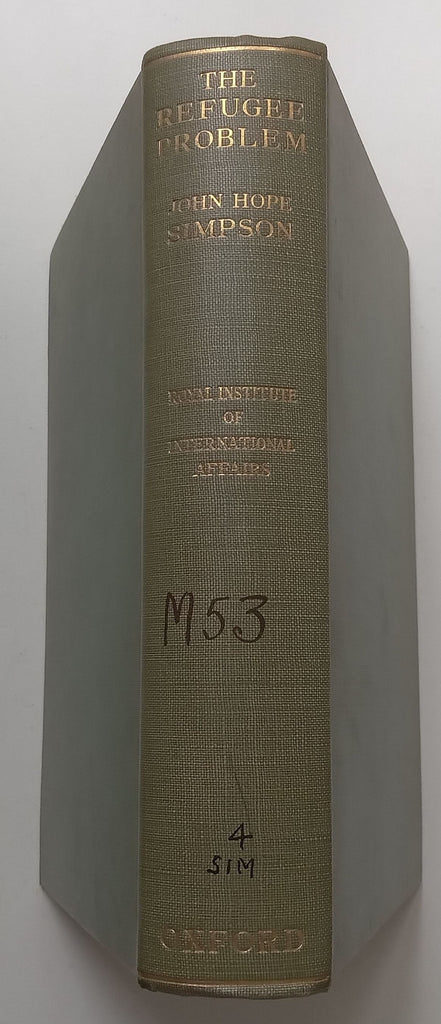 THE
REFUGEE
PROBLEM
JOHN HOPE
SIMPSON
ROYAL INSTITUTE
OF
INTERNATIONAL
AFFAIRS
M53
4
SIM
OXFORD